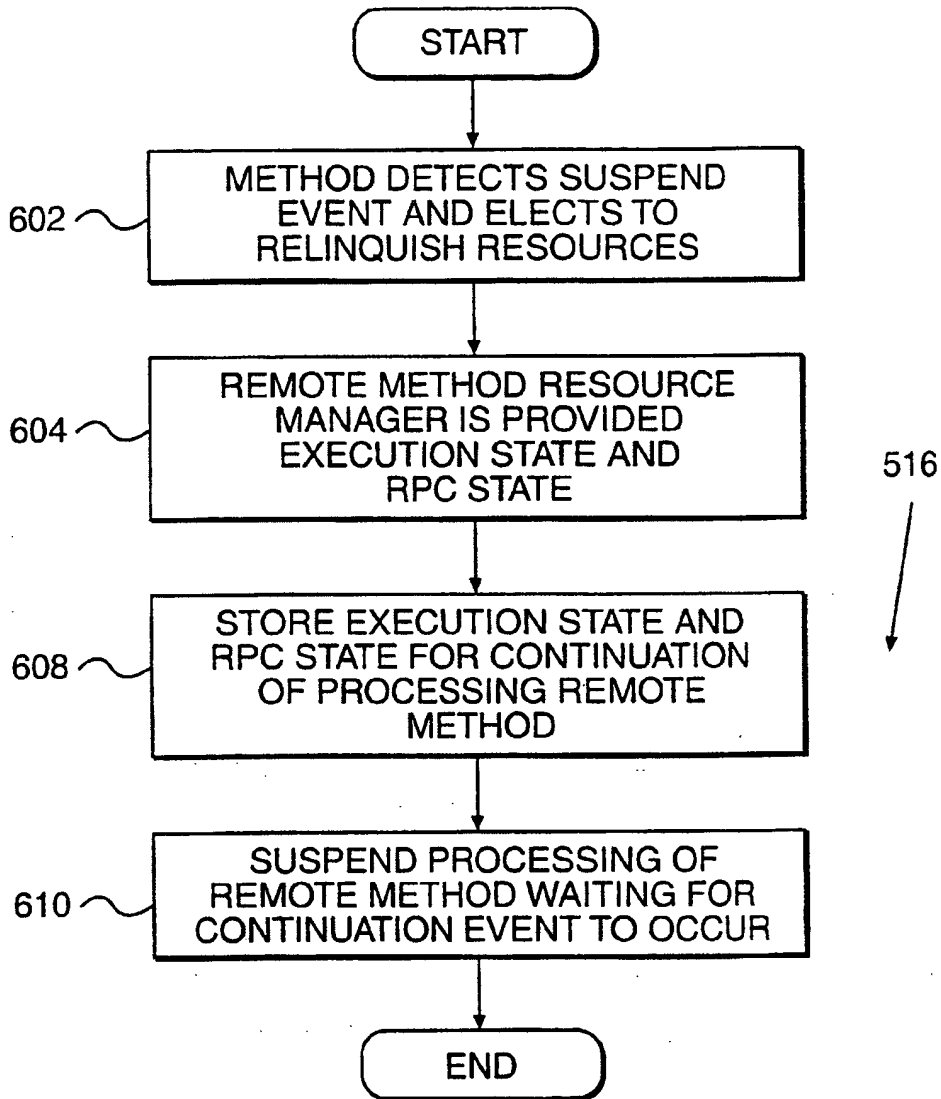 START
602
METHOD DETECTS SUSPEND
EVENT AND ELECTS TO
RELINQUISH RESOURCES
604
REMOTE METHOD RESOURCE
MANAGER IS PROVIDED
EXECUTION STATE AND
RPC STATE
516
608
STORE EXECUTION STATE AND
RPC STATE FOR CONTINUATION
OF PROCESSING REMOTE
METHOD
610
SUSPEND PROCESSING OF
REMOTE METHOD WAITING FOR
CONTINUATION EVENT TO OCCUR
END